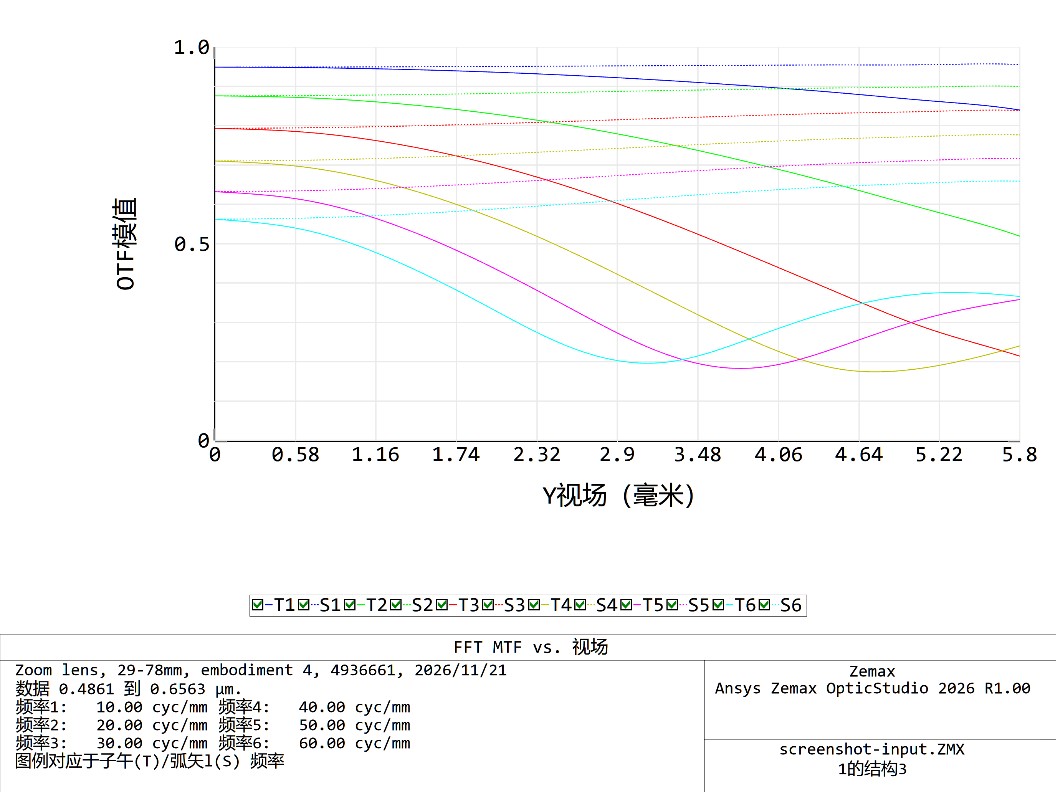 1.0
OTF模值
0.5
0
0 0.58 1.16 1.74 2.32 2.9 3.48 4.06 4.64 5.22 5.8
Y视场 (毫米)
T1 S1 T2 S2 T3 S3 T4 S4 T5 S5 T6 S6
FFT MTF vs. 视场
Zoom lens, 29-78mm, embodiment 4, 4936661, 2026/11/21
数据 0.4861 到 0.6563 µm.
频率1: 10.00 cyc/mm 频率4: 40.00 cyc/mm
频率2: 20.00 cyc/mm 频率5: 50.00 cyc/mm
频率3: 30.00 cyc/mm 频率6: 60.00 cyc/mm
图例对应于子午(T)/弧矢l(S) 频率
Zemax
Ansys Zemax OpticStudio 2026 R1.00
screenshot-input.ZMX
1的结构3